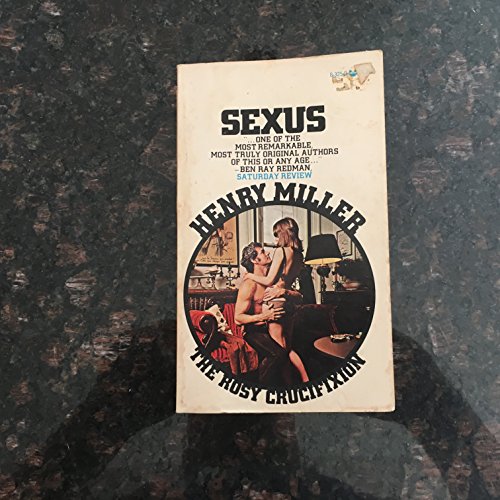 SEXUS
"...ONE OF THE
MOST REMARKABLE,
MOST TRULY ORIGINAL AUTHORS
OF THIS OR ANY AGE..."
—BEN RAY REDMAN,
SATURDAY REVIEW
HENRY MILLER
THE ROSY CRUCIFIXION